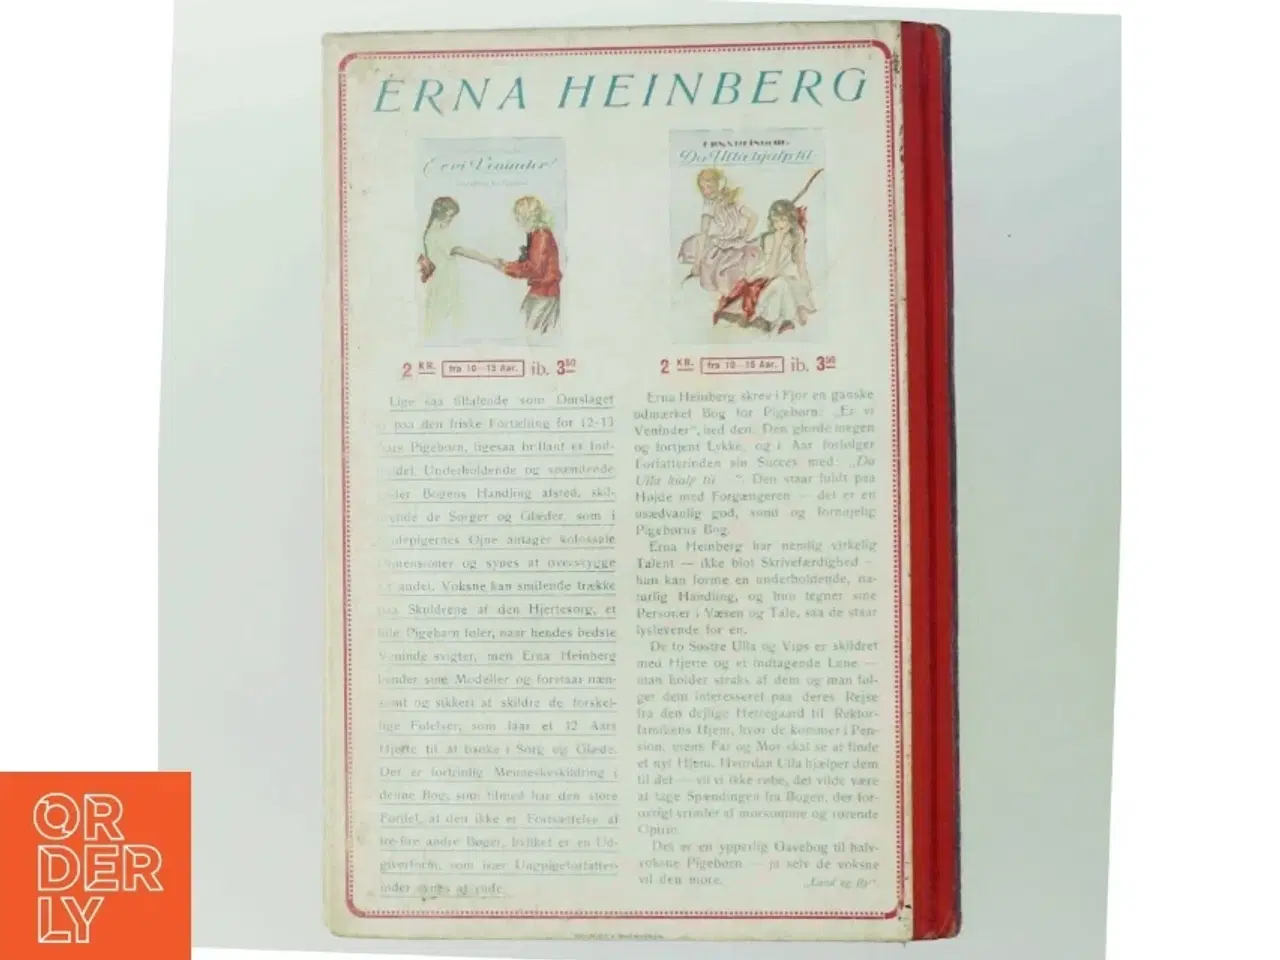 ERNA HEINBERG
Er vi Veninder?
ERNA HEINBERG
Da Ulla hjalp til
2 KR. fra 10-13 Aar. ib. 3⁵⁰
2 KR. fra 10-15 Aar. ib. 3⁵⁰
Lige saa tiltalende som Omslaget
paa den friske Fortælling for 12-13
Aars Pigebørn, ligesaa brillant er Ind-
holdet. Underholdende og spændende
Bogens Handling afsted, skil-
drende de Sorger og Glæder, som i
Skolepigernes Øjne antager kolossale
Dimensioner og synes at overskygge
alt andet. Voksne kan smilende trække
paa Skuldrene af den Hjertesorg, et
lille Pigebarn føler, naar hendes bedste
Veninde svigter, men Erna Heinberg
kender sine Modeller og forstaar næn-
somt og sikkert at skildre de forskel-
lige Følelser, som faar et 12 Aars
Hjerte til at banke i Sorg og Glæde.
Det er fortrinlig Menneskeskildring i
denne Bog, som tilmed har den store
Fordel, at den ikke er Fortsættelse af
tre-fire andre Bøger, hvilket er en Ud-
giverform, som især Ungpigeforfatter-
inder synes at yde.
Erna Heinberg skrev i Fjor en ganske
udmærket Bog for Pigebørn: „Er vi
Veninder“, hed den. Den gjorde megen
og fortjent Lykke, og i Aar forfølger
Forfatterinden sin Succes med: „Da
Ulla hjalp til —“. Den staar fuldt paa
Højde med Forgængeren — det er en
usædvanlig god, sund og fornøjelig
Pigebørns Bog.
Erna Heinberg har nemlig virkelig
Talent — ikke blot Skrivefærdighed —
hun kan forme en underholdende, na-
turlig Handling, og hun tegner sine
Personer i Væsen og Tale, saa de staar
lyslevende for en.
De to Søstre Ulla og Vips er skildret
med Hjerte og et indtagende Lune —
man holder straks af dem og man føl-
ger dem interesseret paa deres Rejse
fra den dejlige Herregaard til Rektor-
familiens Hjem, hvor de kommer i Pen-
sion, mens Far og Mor skal se at finde
et nyt Hjem. Hvordan Ulla hjælper dem
til det — vil vi ikke røbe, det vilde være
at tage Spændingen fra Bogen, der for-
øvrigt vrimler af morsomme og rørende
Optrin.
Det er en ypperlig Gavebog til halv-
voksne Pigebørn — ja selv de voksne
vil den more. „Land og By“.
ORDERLY